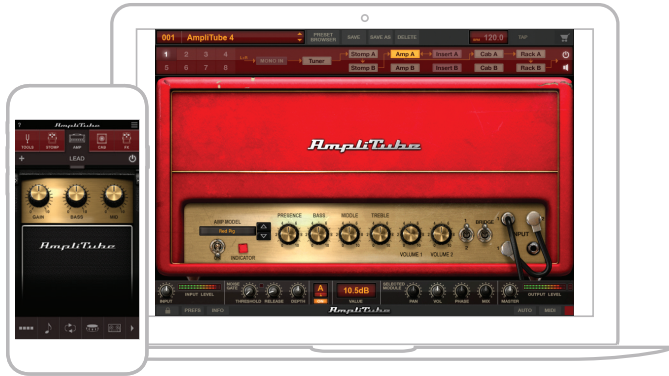 001 AmpliTube 4 PRESET BROWSER SAVE SAVE AS DELETE BPM 120.0 TAP
1 2 3 4
5 6 7 8
MONO IN Tuner
Stomp A Amp A Insert A Cab A Rack A
Stomp B Amp B Insert B Cab B Rack B
AmpliTube
AMP MODEL
Red Pig
ON
INDICATOR
PRESENCE BASS MIDDLE TREBLE
VOLUME 1 VOLUME 2
BRIDGE
INPUT
INPUT
INPUT LEVEL
NOISE GATE
THRESHOLD RELEASE DEPTH
A
10.5dB
VALUE
SELECTED MODULE
PAN VOL PHASE MIX
MASTER
OUTPUT LEVEL
PREFS INFO
AmpliTube
AUTO MIDI
? AmpliTube
TOOLS STOMP AMP CAB FX
+ LEAD
GAIN BASS MID
AmpliTube